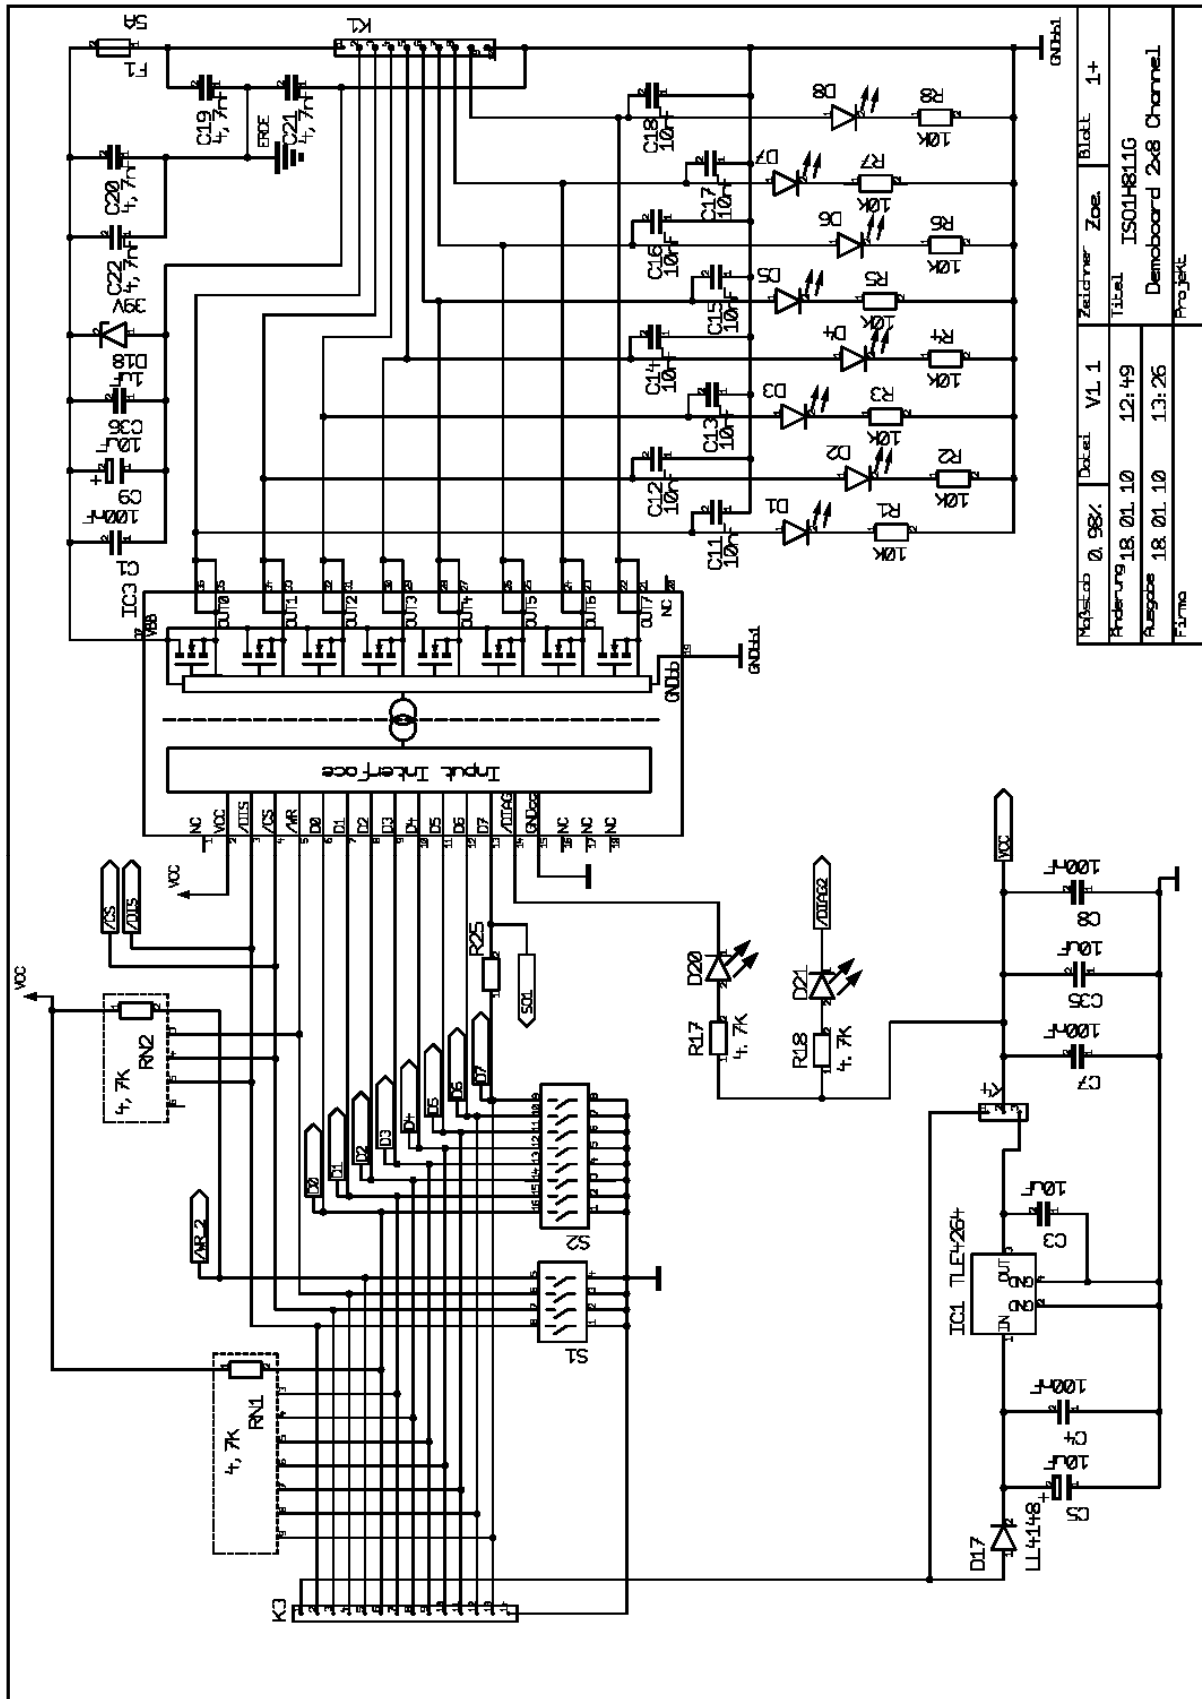 5A
F1
K1
C19
4,7nF
ERDE
C21
4,7nF
C20
4,7nF
C22
4,7nF
39V
D18
1uF
C36
10uF
C9
100nF
C1
IC3
VBB
OUT0
OUT1
OUT2
OUT3
OUT4
OUT5
OUT6
OUT7
NC
GNDbb
GNDbb1
GNDbb1
C18
10nF
C17
10nF
C16
10nF
C15
10nF
C14
10nF
C13
10nF
C12
10nF
C11
10nF
D8
D7
D6
D5
D4
D3
D2
D1
R8
10k
R7
10k
R6
10k
R5
10k
R4
10k
R3
10k
R2
10k
R1
10k
Input Interface
NC
VCC
/DIS
/CS
/WR
D0
D1
D2
D3
D4
D5
D6
D7
/DIAG
GNDcc
NC
NC
NC
/CS
/DIS
VCC
VCC
RN2
4,7K
R25
SO1
D20
R17
4.7K
/DIAG2
D21
R18
4.7K
D0
D1
D2
D3
D4
D5
D6
D7
S2
S1
/WR_2
RN1
4,7K
K3
VCC
100nF
C8
10uF
C35
100nF
C7
K4
10uF
C3
IC1 TLE4264
IN
OUT
GND
GND
100nF
C4
10uF
C5
D17
LL4148
Maßstab 0.98% Datei V1.1 Zeichner Zoe. Blatt 1+
Änderung 18.01.10 12:49 Titel ISO1H811G
Ausgabe 18.01.10 13:26 Demoboard 2x8 Channel
Firma Projekt